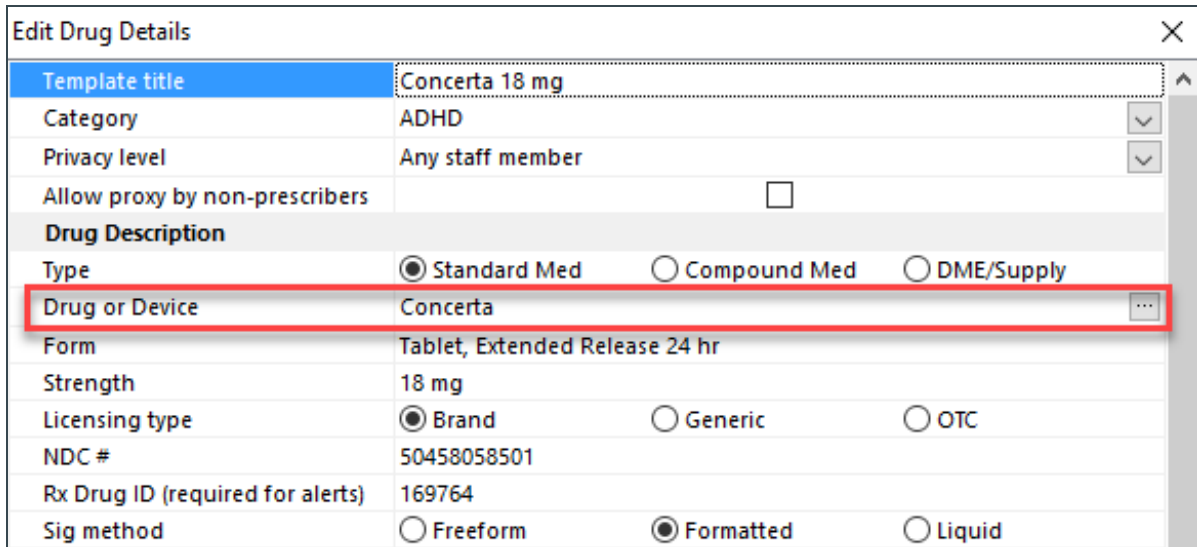 Edit Drug Details
Template title Concerta 18 mg
Category ADHD
Privacy level Any staff member
Allow proxy by non-prescribers
Drug Description
Type Standard Med Compound Med DME/Supply
Drug or Device Concerta ...
Form Tablet, Extended Release 24 hr
Strength 18 mg
Licensing type Brand Generic OTC
NDC # 50458058501
Rx Drug ID (required for alerts) 169764
Sig method Freeform Formatted Liquid